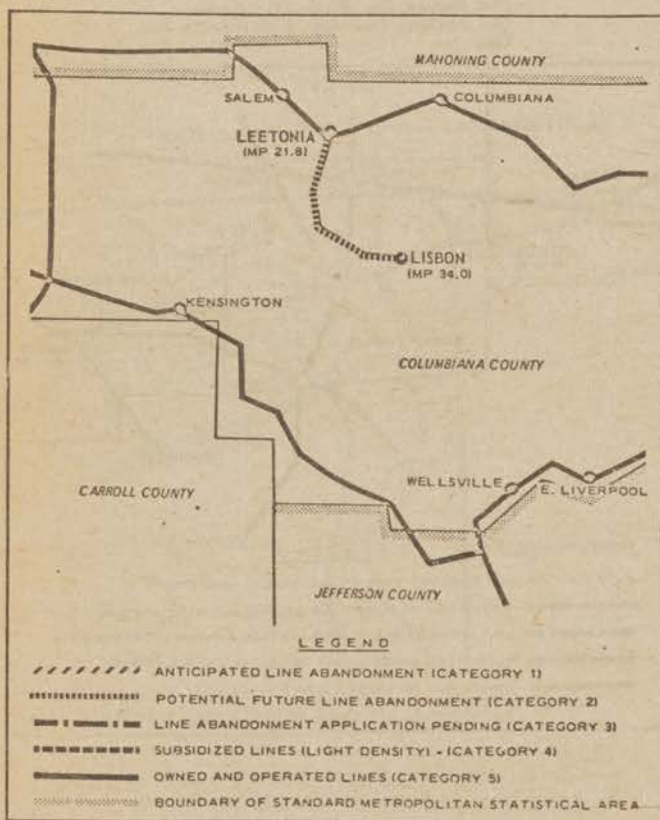 MAHONING COUNTY
SALEM
COLUMBIANA
LEETONIA
(MP 21.8)
LISBON
(MP 34.0)
KENSINGTON
COLUMBIANA COUNTY
CARROLL COUNTY
WELLSVILLE
E. LIVERPOOL
JEFFERSON COUNTY
LEGEND
ANTICIPATED LINE ABANDONMENT (CATEGORY 1)
POTENTIAL FUTURE LINE ABANDONMENT (CATEGORY 2)
LINE ABANDONMENT APPLICATION PENDING (CATEGORY 3)
SUBSIDIZED LINES (LIGHT DENSITY) - (CATEGORY 4)
OWNED AND OPERATED LINES (CATEGORY 5)
BOUNDARY OF STANDARD METROPOLITAN STATISTICAL AREA